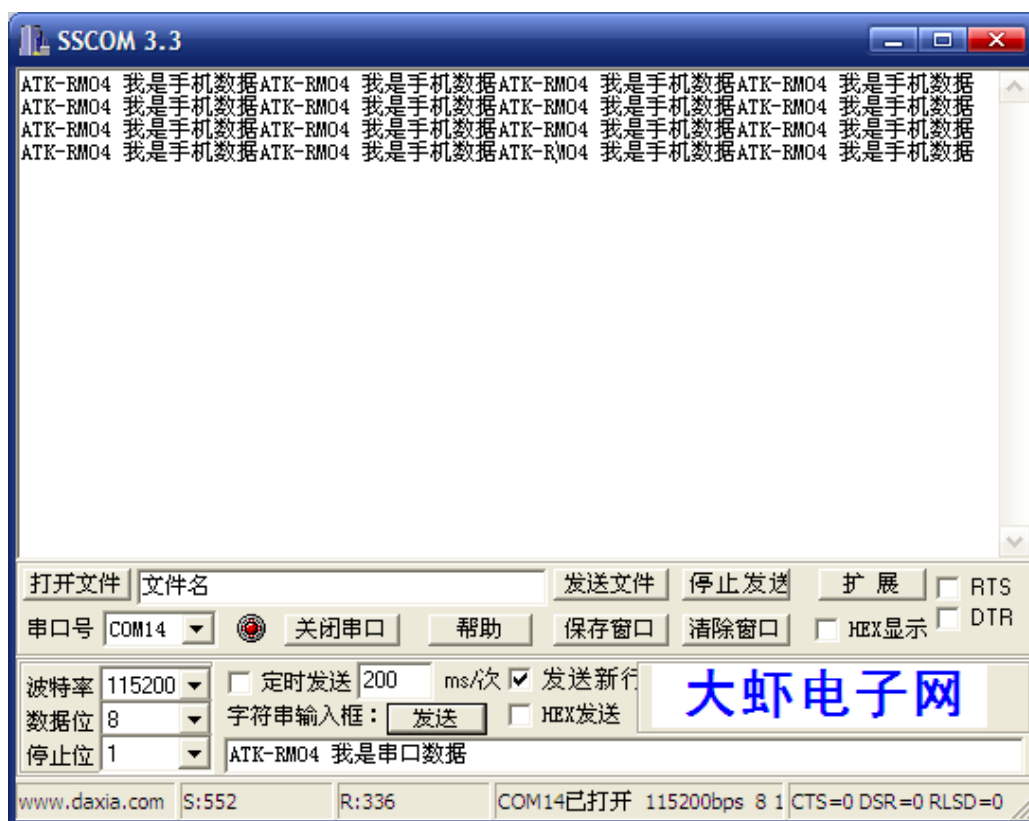 SSCOM 3.3
ATK-RM04 我是手机数据ATK-RM04 我是手机数据ATK-RM04 我是手机数据ATK-RM04 我是手机数据
ATK-RM04 我是手机数据ATK-RM04 我是手机数据ATK-RM04 我是手机数据ATK-RM04 我是手机数据
ATK-RM04 我是手机数据ATK-RM04 我是手机数据ATK-RM04 我是手机数据ATK-RM04 我是手机数据
ATK-RM04 我是手机数据ATK-RM04 我是手机数据ATK-RM04 我是手机数据ATK-RM04 我是手机数据
打开文件 文件名 发送文件 停止发送 扩 展 RTS
串口号 COM14 关闭串口 帮助 保存窗口 清除窗口 HEX显示 DTR
波特率 115200 定时发送 200 ms/次 发送新行 大虾电子网
数据位 8 字符串输入框： 发送 HEX发送
停止位 1 ATK-RM04 我是串口数据
www.daxia.com S:552 R:336 COM14已打开 115200bps 8 1 CTS=0 DSR=0 RLSD=0